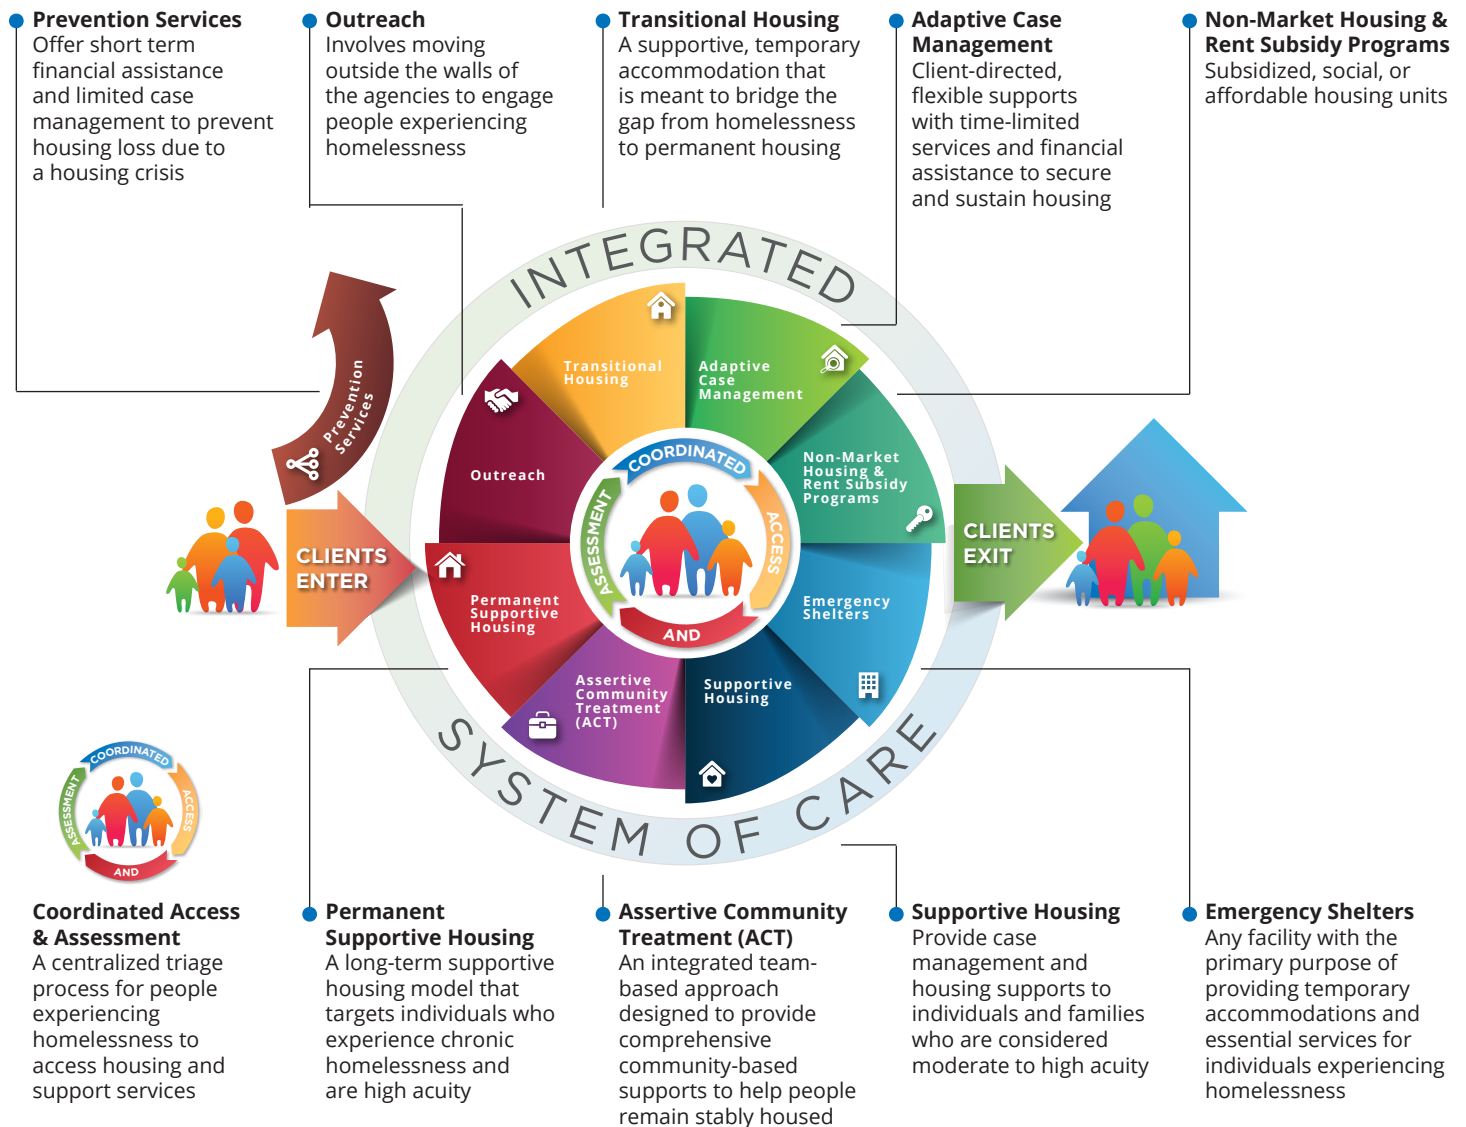 Prevention Services
Offer short term
financial assistance
and limited case
management to prevent
housing loss due to
a housing crisis
Outreach
Involves moving
outside the walls of
the agencies to engage
people experiencing
homelessness
Transitional Housing
A supportive, temporary
accommodation that
is meant to bridge the
gap from homelessness
to permanent housing
Adaptive Case
Management
Client-directed,
flexible supports
with time-limited
services and financial
assistance to secure
and sustain housing
Non-Market Housing &
Rent Subsidy Programs
Subsidized, social, or
affordable housing units
INTEGRATED
SYSTEM OF CARE
Prevention
Services
CLIENTS
ENTER
Transitional
Housing
Adaptive
Case
Management
Outreach
Non-Market
Housing &
Rent Subsidy
Programs
Permanent
Supportive
Housing
Emergency
Shelters
Assertive
Community
Treatment
(ACT)
Supportive
Housing
COORDINATED
ACCESS
AND
ASSESSMENT
CLIENTS
EXIT
COORDINATED
ACCESS
AND
ASSESSMENT
Coordinated Access
& Assessment
A centralized triage
process for people
experiencing
homelessness to
access housing and
support services
Permanent
Supportive Housing
A long-term supportive
housing model that
targets individuals who
experience chronic
homelessness and
are high acuity
Assertive Community
Treatment (ACT)
An integrated team-
based approach
designed to provide
comprehensive
community-based
supports to help people
remain stably housed
Supportive Housing
Provide case
management and
housing supports to
individuals and families
who are considered
moderate to high acuity
Emergency Shelters
Any facility with the
primary purpose of
providing temporary
accommodations and
essential services for
individuals experiencing
homelessness